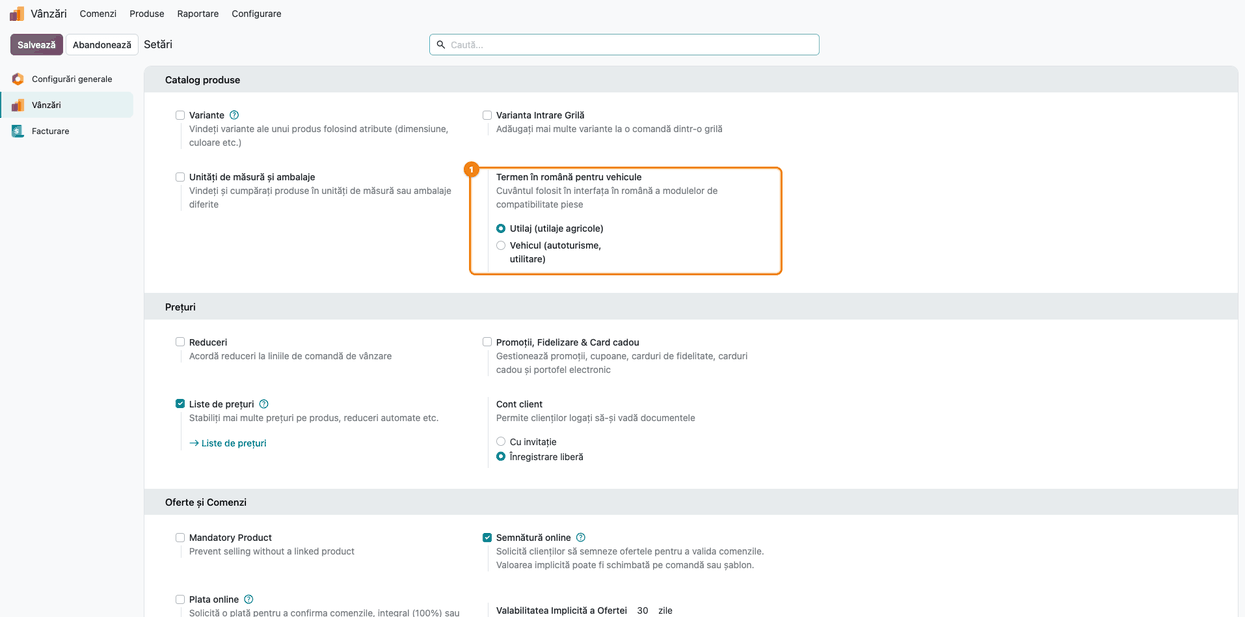 Vânzări Comenzi Produse Raportare Configurare
Salvează Abandonează Setări Caută...
Configurări generale
Vânzări
Facturare
Catalog produse
Variante
Vindeți variante ale unui produs folosind atribute (dimensiune,
culoare etc.)
Varianta Intrare Grilă
Adăugați mai multe variante la o comandă dintr-o grilă
Unități de măsură și ambalaje
Vindeți și cumpărați produse în unități de măsură sau ambalaje
diferite
1
Termen în română pentru vehicule
Cuvântul folosit în interfața în română a modulelor de
compatibilitate piese
Utilaj (utilaje agricole)
Vehicul (autoturisme,
utilitare)
Prețuri
Reduceri
Acordă reduceri la liniile de comandă de vânzare
Promoții, Fidelizare & Card cadou
Gestionează promoții, cupoane, carduri de fidelitate, carduri
cadou și portofel electronic
Liste de prețuri
Stabiliți mai multe prețuri pe produs, reduceri automate etc.
Liste de prețuri
Cont client
Permite clienților logați să-și vadă documentele
Cu invitație
Înregistrare liberă
Oferte și Comenzi
Mandatory Product
Prevent selling without a linked product
Semnătură online
Solicită clienților să semneze ofertele pentru a valida comenzile.
Valoarea implicită poate fi schimbată pe comandă sau șablon.
Plata online
Solicită o plată pentru a confirma comenzile, integral (100%) sau
Valabilitatea Implicită a Ofertei 30 zile